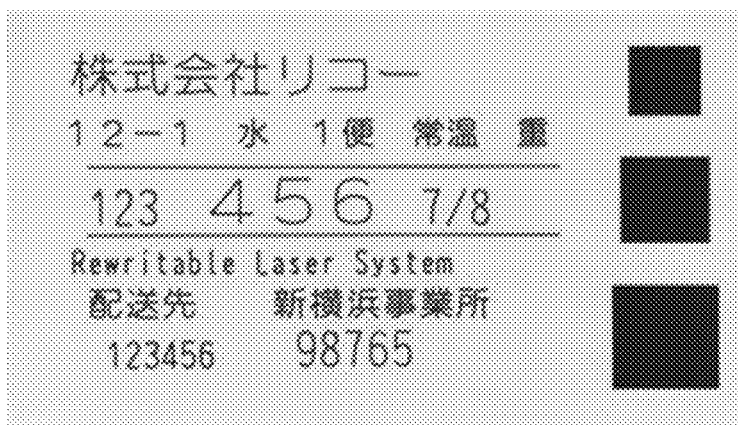 株式会社リコー
12-1 水 1便 常温 重
123 456 7/8
Rewritable Laser System
配送先 新横浜事業所
123456 98765